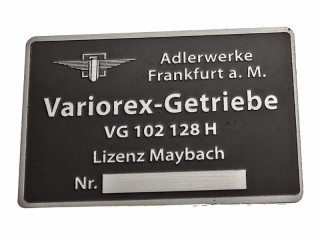 Adlerwerke
Frankfurt a. M.
Variorex-Getriebe
VG 102 128 H
Lizenz Maybach
Nr.